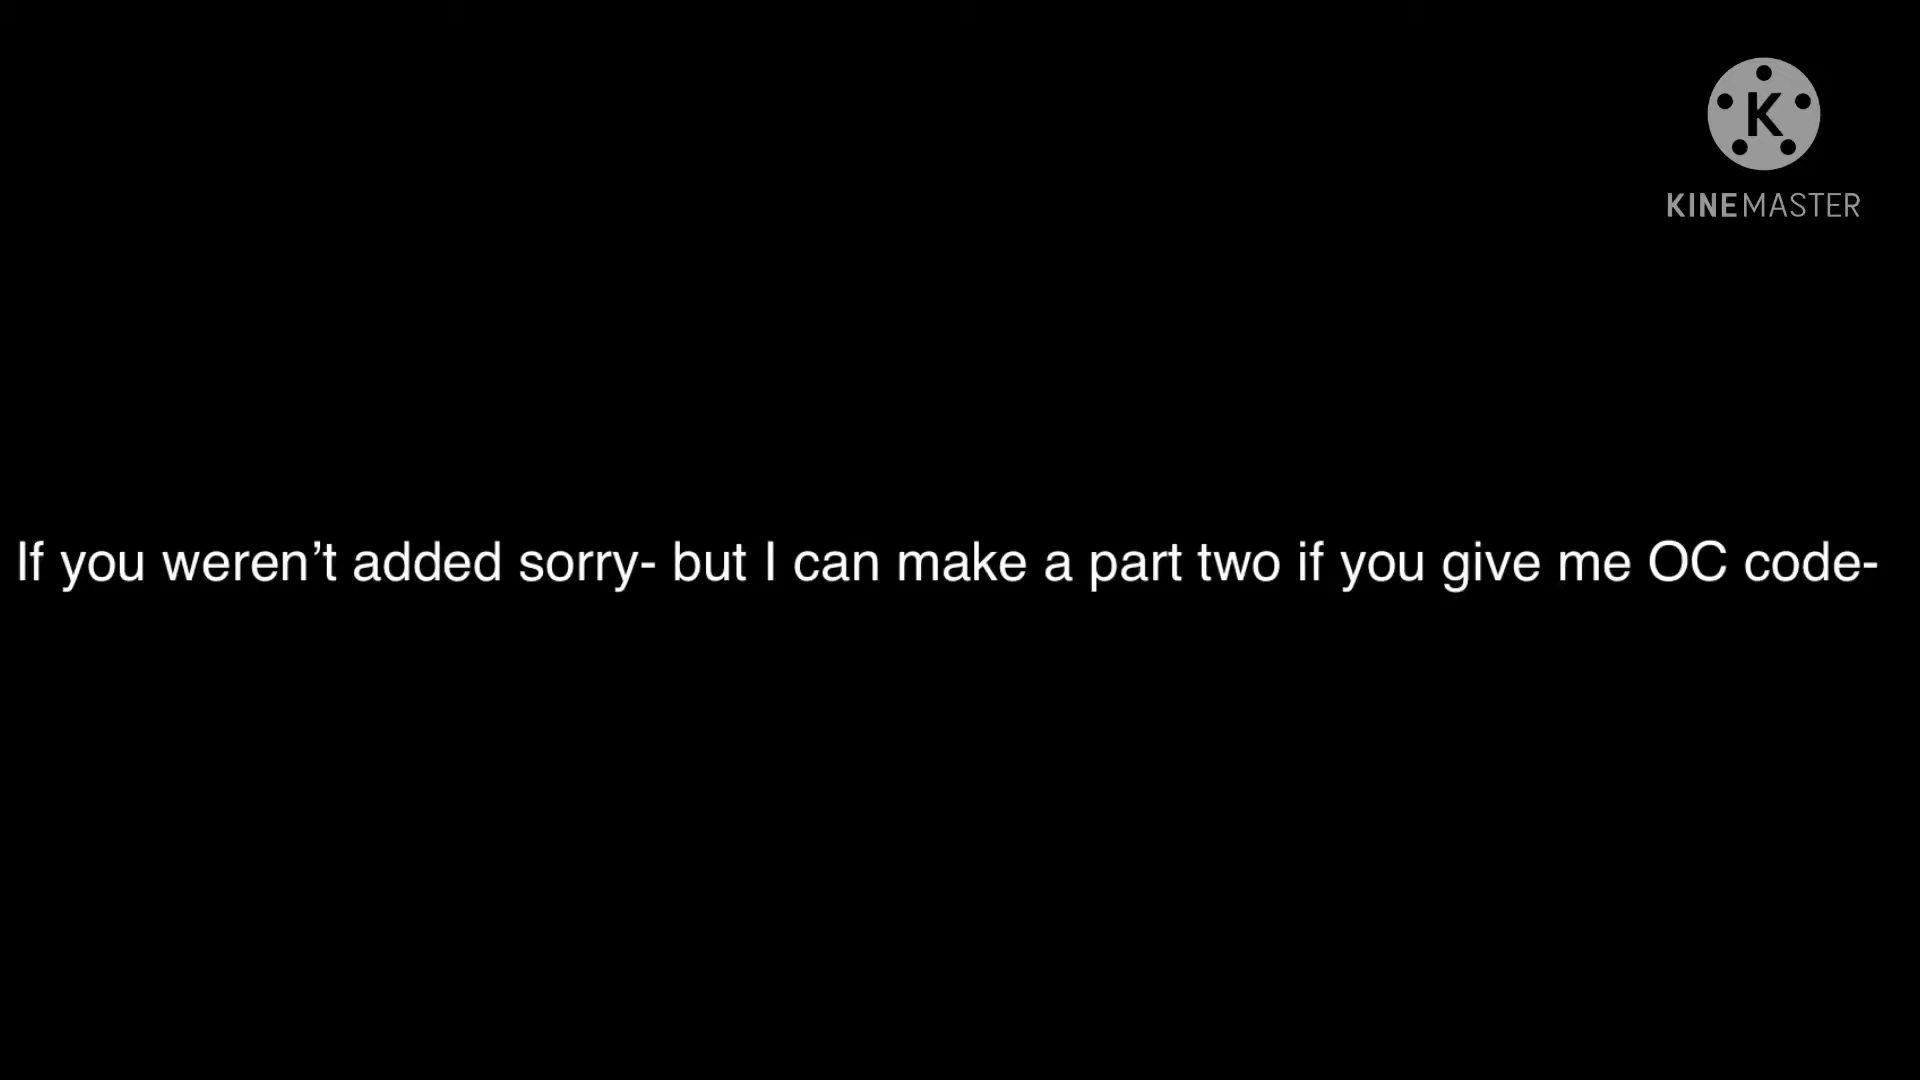 K
KINEMASTER
If you weren’t added sorry- but I can make a part two if you give me OC code-